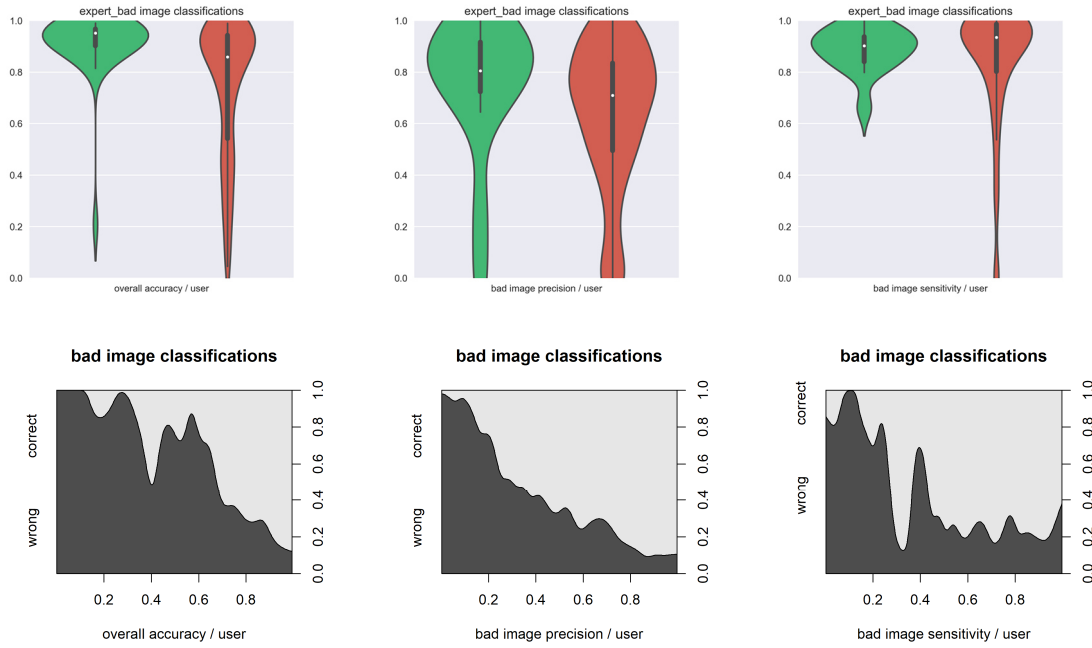 expert_bad image classifications
1.0
0.8
0.6
0.4
0.2
0.0
overall accuracy / user
expert_bad image classifications
1.0
0.8
0.6
0.4
0.2
0.0
bad image precision / user
expert_bad image classifications
1.0
0.8
0.6
0.4
0.2
0.0
bad image sensitivity / user
bad image classifications
correct
wrong
1.0
0.8
0.6
0.4
0.2
0.0
0.2 0.4 0.6 0.8
overall accuracy / user
bad image classifications
correct
wrong
1.0
0.8
0.6
0.4
0.2
0.0
0.2 0.4 0.6 0.8
bad image precision / user
bad image classifications
correct
wrong
1.0
0.8
0.6
0.4
0.2
0.0
0.2 0.4 0.6 0.8
bad image sensitivity / user